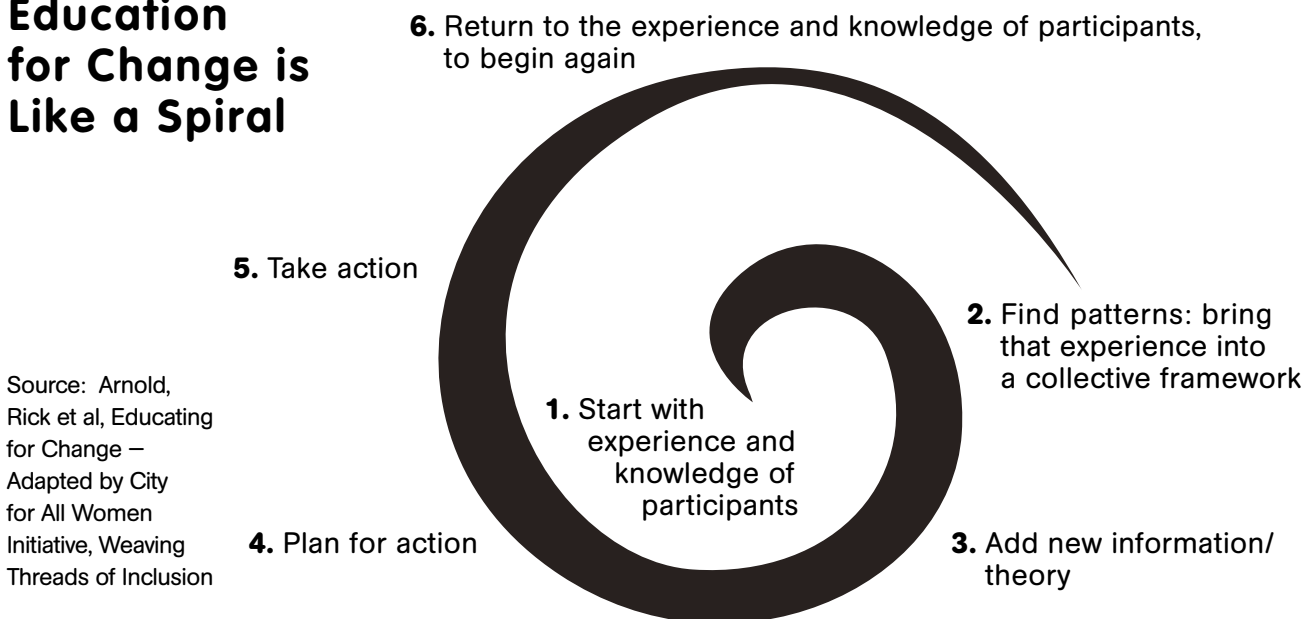 Education
for Change is
Like a Spiral
6. Return to the experience and knowledge of participants,
to begin again
5. Take action
2. Find patterns: bring
that experience into
a collective framework
Source: Arnold,
Rick et al, Educating
for Change –
Adapted by City
for All Women
Initiative, Weaving
Threads of Inclusion
1. Start with
experience and
knowledge of
participants
4. Plan for action
3. Add new information/
theory